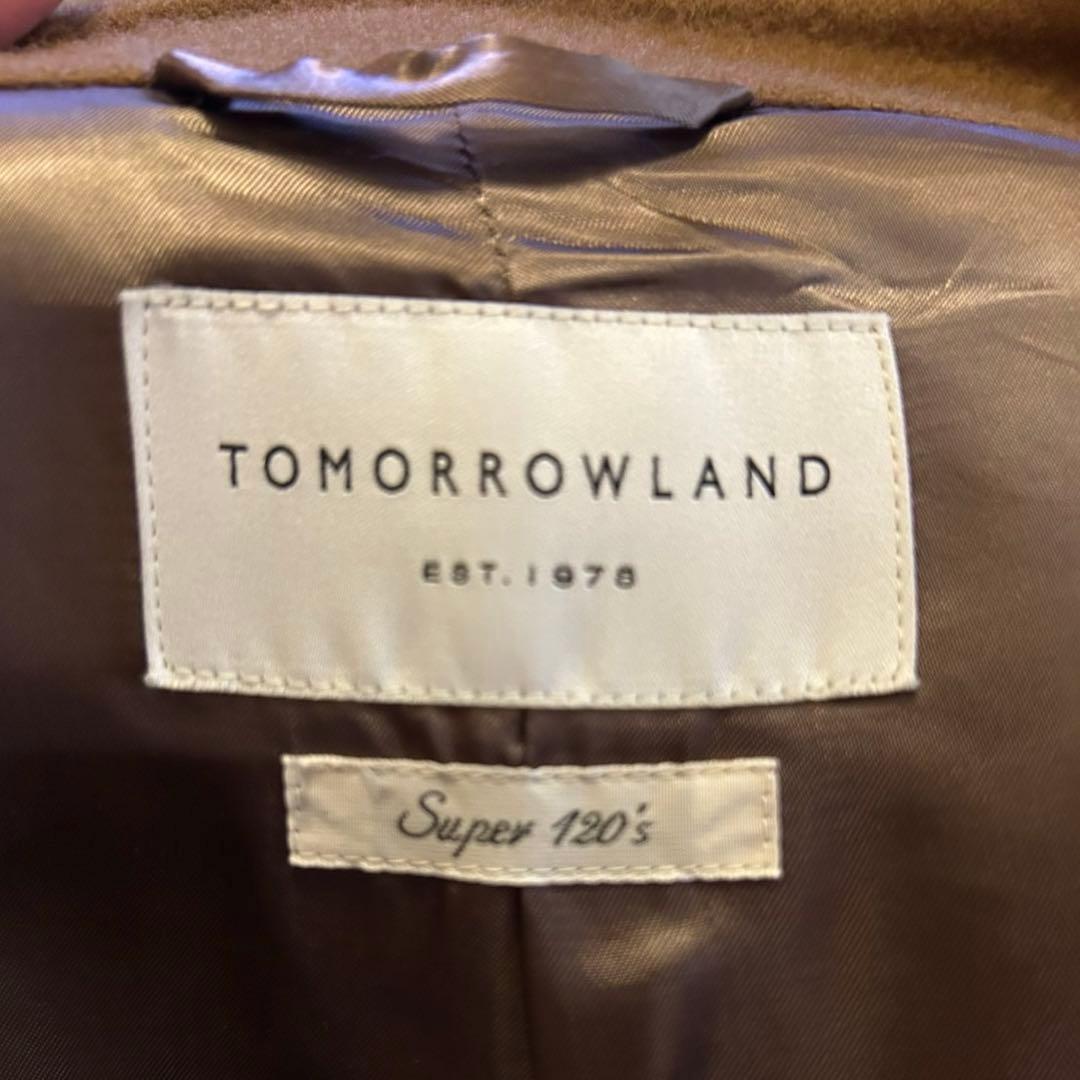 TOMORROWLAND
EST. 1978
Super 120's